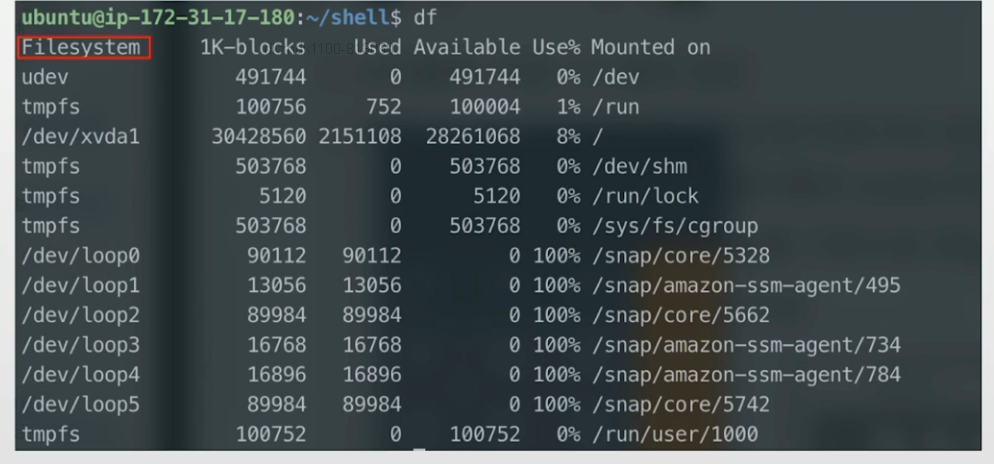 ubuntu@ip-172-31-17-180:~/shell$ df
Filesystem 1K-blocks Used Available Use% Mounted on
udev 491744 0 491744 0% /dev
tmpfs 100756 752 100004 1% /run
/dev/xvda1 30428560 2151108 28261068 8% /
tmpfs 503768 0 503768 0% /dev/shm
tmpfs 5120 0 5120 0% /run/lock
tmpfs 503768 0 503768 0% /sys/fs/cgroup
/dev/loop0 90112 90112 0 100% /snap/core/5328
/dev/loop1 13056 13056 0 100% /snap/amazon-ssm-agent/495
/dev/loop2 89984 89984 0 100% /snap/core/5662
/dev/loop3 16768 16768 0 100% /snap/amazon-ssm-agent/734
/dev/loop4 16896 16896 0 100% /snap/amazon-ssm-agent/784
/dev/loop5 89984 89984 0 100% /snap/core/5742
tmpfs 100752 0 100752 0% /run/user/1000